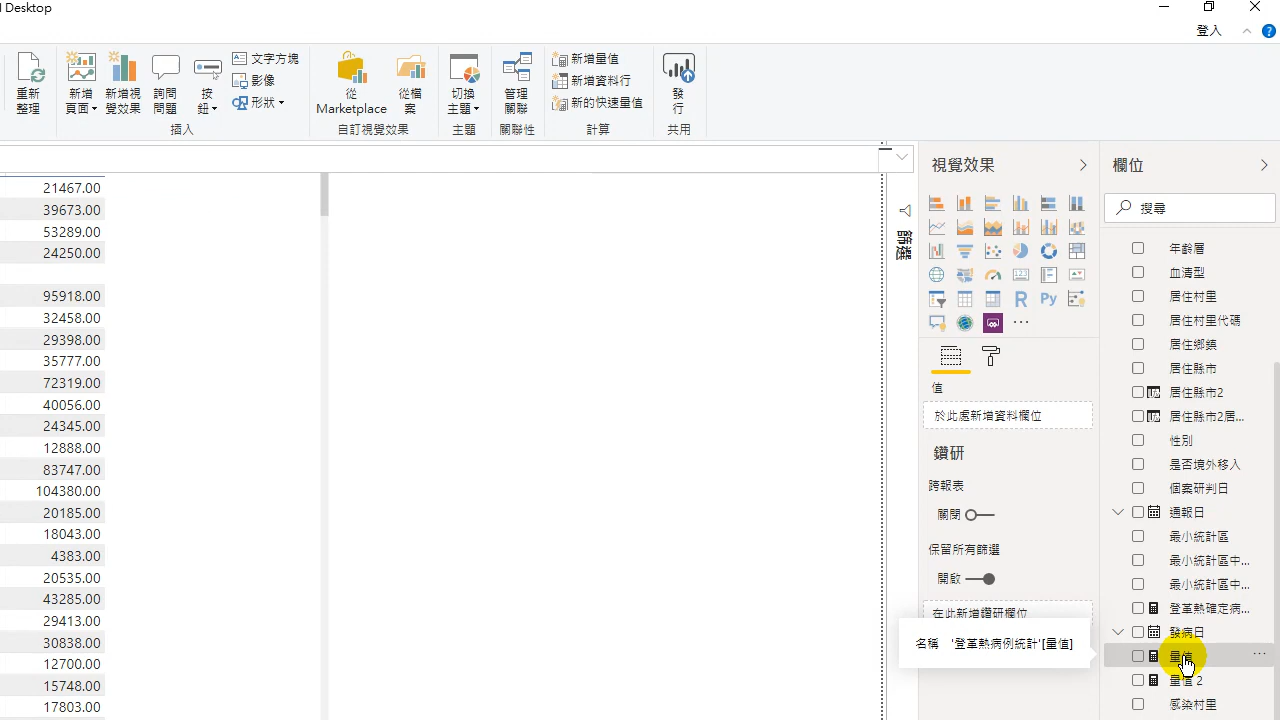 l Desktop
登入
重新
整理
新增
頁面
新增視
覺效果
詢問
問題
按
鈕
文字方塊
影像
形狀
插入
從
Marketplace
從檔
案
自訂視覺效果
切換
主題
主題
管理
關聯
關聯性
新增量值
新增資料行
新的快速量值
計算
發
行
共用
21467.00
39673.00
53289.00
24250.00
95918.00
32458.00
29398.00
35777.00
72319.00
40056.00
24345.00
12888.00
83747.00
104380.00
20185.00
18043.00
4383.00
20535.00
43285.00
29413.00
30838.00
12700.00
15748.00
17803.00
篩選
視覺效果
R
Py
值
於此處新增資料欄位
鑽研
跨報表
關閉
保留所有篩選
開啟
在此新增鑽研欄位
名稱 '登革熱病例統計'[量值]
欄位
搜尋
年齡層
血清型
居住村里
居住村里代碼
居住鄉鎮
居住縣市
居住縣市2
居住縣市2居...
性別
是否境外移入
個案研判日
通報日
最小統計區
最小統計區中...
最小統計區中...
登革熱確定病...
發病日
量值
量值 2
感染村里